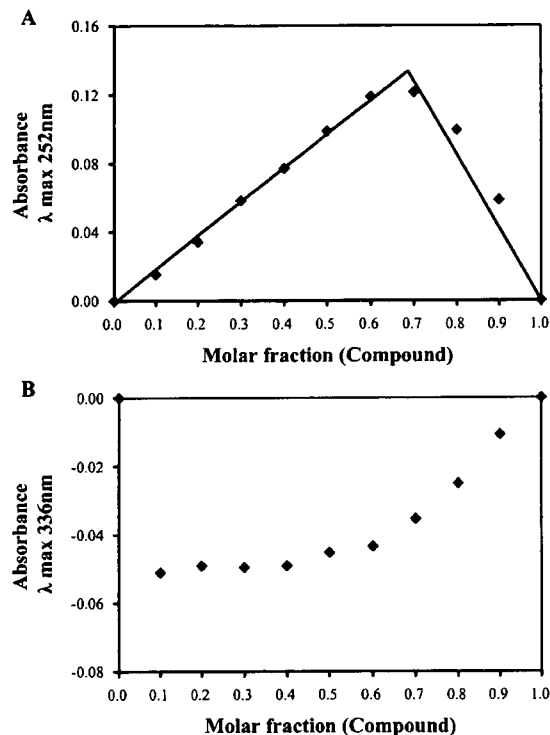 A
0.16
0.12
0.08
0.04
0.00
Absorbance
λ max 252nm
0.0 0.1 0.2 0.3 0.4 0.5 0.6 0.7 0.8 0.9 1.0
Molar fraction (Compound)
B
0.00
-0.02
-0.04
-0.06
-0.08
Absorbance
λ max 336nm
0.0 0.1 0.2 0.3 0.4 0.5 0.6 0.7 0.8 0.9 1.0
Molar fraction (Compound)